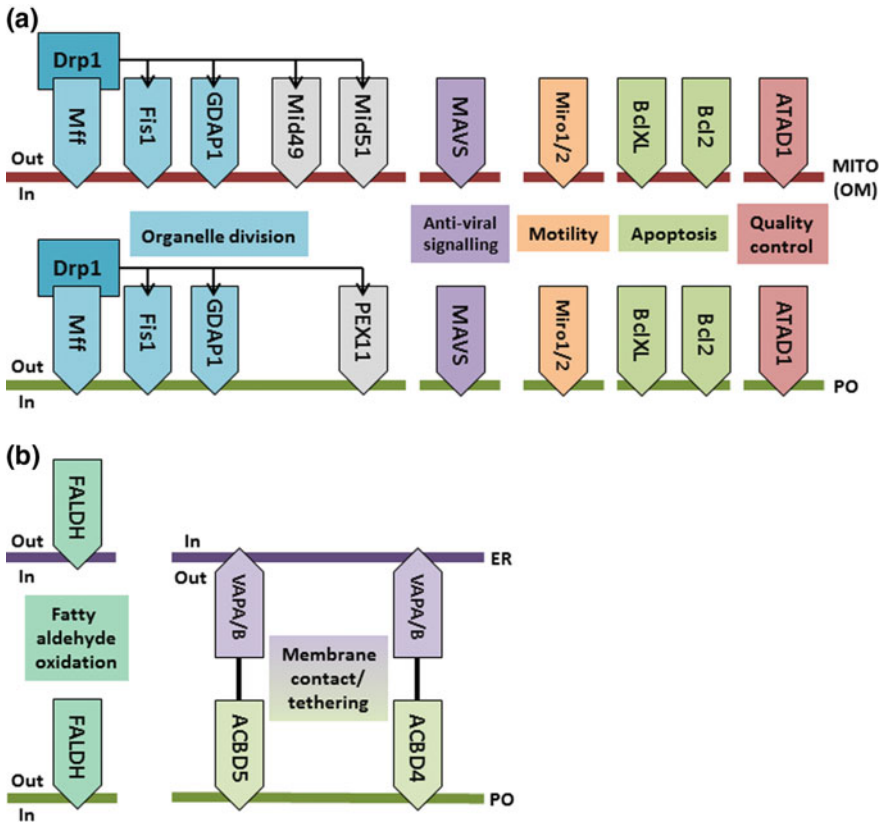 (a)
Drp1
Mff
Fis1
GDAP1
Mid49
Mid51
MAVS
Miro1/2
BclXL
Bcl2
ATAD1
Out
In
MITO
(OM)
Organelle division
Anti-viral
signalling
Motility
Apoptosis
Quality
control
Drp1
Mff
Fis1
GDAP1
PEX11
MAVS
Miro1/2
BclXL
Bcl2
ATAD1
Out
In
PO
(b)
FALDH
Out
In
In
Out
ER
VAPA/B
VAPA/B
Fatty
aldehyde
oxidation
Membrane
contact/
tethering
FALDH
ACBD5
ACBD4
Out
In
PO